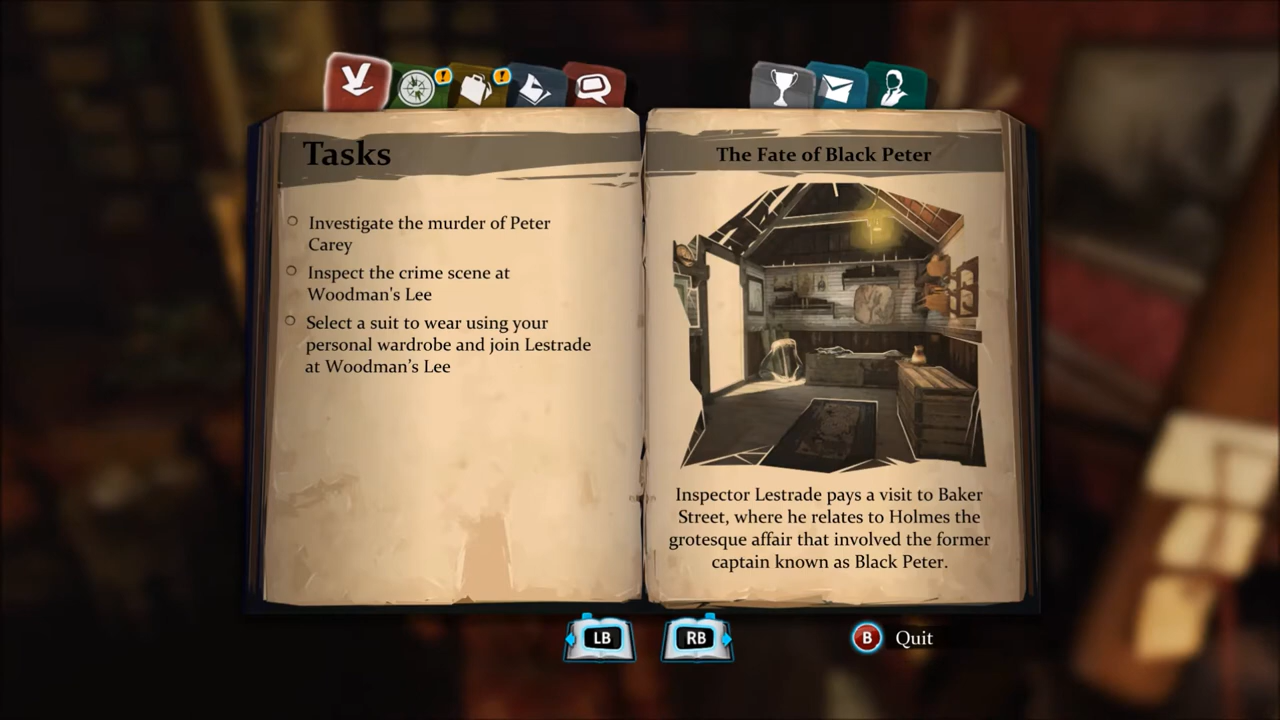 Tasks
Investigate the murder of Peter
Carey
Inspect the crime scene at
Woodman's Lee
Select a suit to wear using your
personal wardrobe and join Lestrade
at Woodman’s Lee
The Fate of Black Peter
Inspector Lestrade pays a visit to Baker
Street, where he relates to Holmes the
grotesque affair that involved the former
captain known as Black Peter.
LB
RB
B Quit